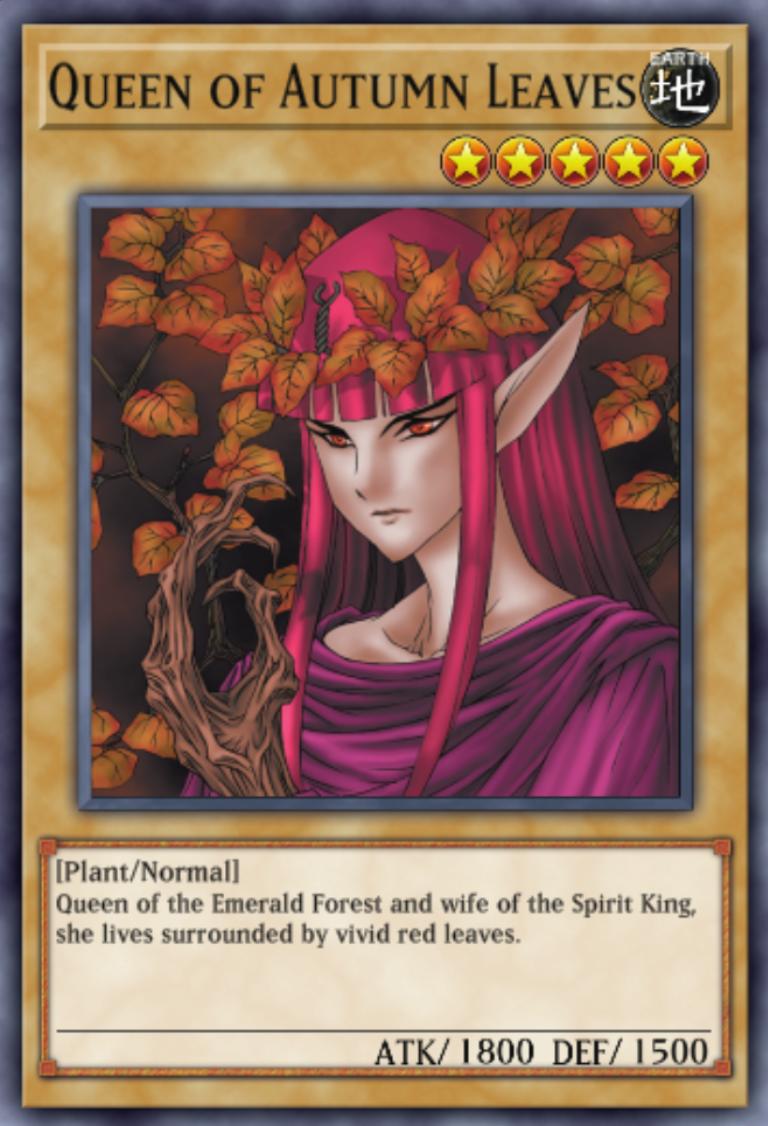 Queen of Autumn Leaves
EARTH
地
[Plant/Normal]
Queen of the Emerald Forest and wife of the Spirit King,
she lives surrounded by vivid red leaves.
ATK/ 1800 DEF/ 1500